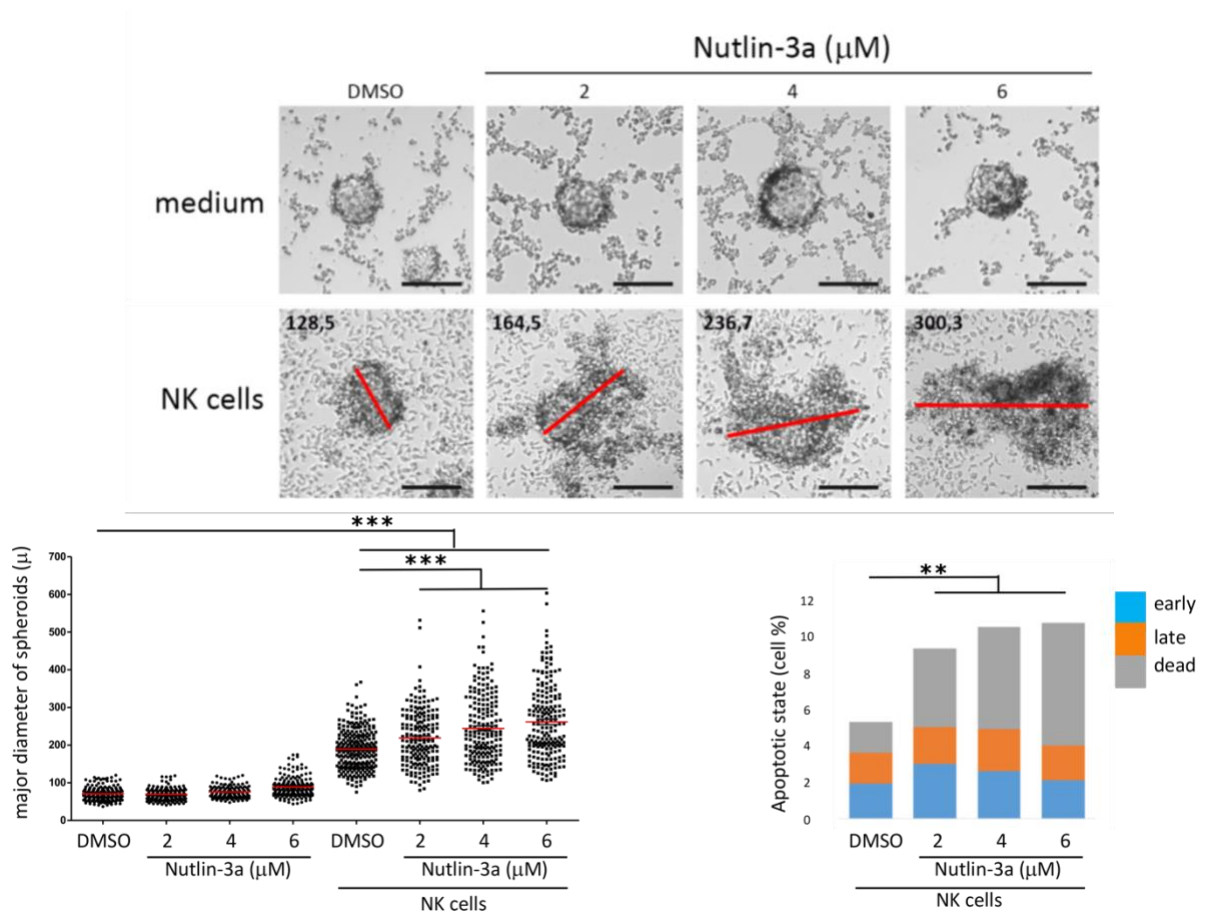 Nutlin-3a (μM)
DMSO 2 4 6
medium
NK cells
128,5 164,5 236,7 300,3
***
***
major diameter of spheroids (μ)
700
600
500
400
300
200
100
0
DMSO 2 4 6 DMSO 2 4 6
Nutlin-3a (μM) Nutlin-3a (μM)
NK cells
**
Apoptotic state (cell %)
12
10
8
6
4
2
0
early
late
dead
DMSO 2 4 6
Nutlin-3a (μM)
NK cells